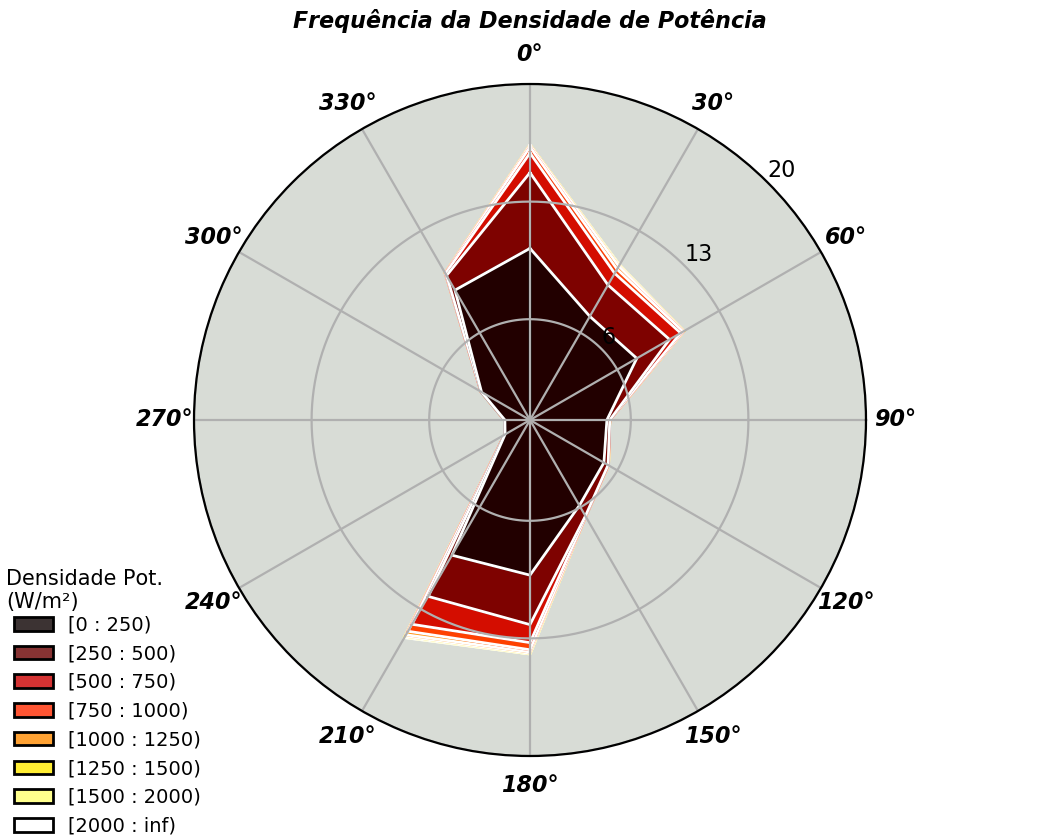 Frequência da Densidade de Potência
0°
330°
30°
20
300°
60°
13
6
270°
90°
240°
120°
210°
150°
180°
Densidade Pot.
(W/m²)
[0 : 250)
[250 : 500)
[500 : 750)
[750 : 1000)
[1000 : 1250)
[1250 : 1500)
[1500 : 2000)
[2000 : inf)